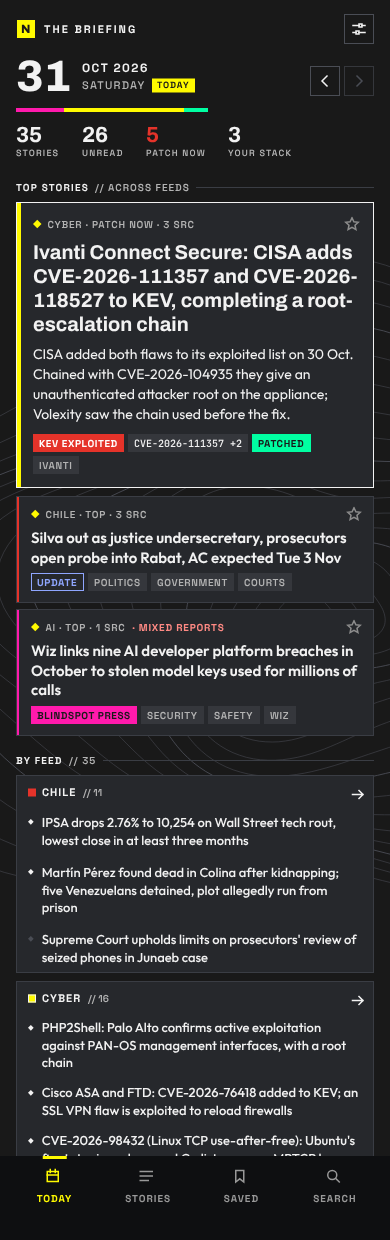 N THE BRIEFING
31 OCT 2026
SATURDAY TODAY
35 26 5 3
STORIES UNREAD PATCH NOW YOUR STACK
TOP STORIES // ACROSS FEEDS
CYBER · PATCH NOW · 3 SRC
Ivanti Connect Secure: CISA adds
CVE-2026-111357 and CVE-2026-
118527 to KEV, completing a root-
escalation chain
CISA added both flaws to its exploited list on 30 Oct.
Chained with CVE-2026-104935 they give an
unauthenticated attacker root on the appliance;
Volexity saw the chain used before the fix.
KEV EXPLOITED CVE-2026-111357 +2 PATCHED
IVANTI
CHILE · TOP · 3 SRC
Silva out as justice undersecretary, prosecutors
open probe into Rabat, AC expected Tue 3 Nov
UPDATE POLITICS GOVERNMENT COURTS
AI · TOP · 1 SRC · MIXED REPORTS
Wiz links nine AI developer platform breaches in
October to stolen model keys used for millions of
calls
BLINDSPOT PRESS SECURITY SAFETY WIZ
BY FEED // 35
CHILE // 11
IPSA drops 2.76% to 10,254 on Wall Street tech rout,
lowest close in at least three months
Martín Pérez found dead in Colina after kidnapping;
five Venezuelans detained, plot allegedly run from
prison
Supreme Court upholds limits on prosecutors' review of
seized phones in Junaeb case
CYBER // 16
PHP2Shell: Palo Alto confirms active exploitation
against PAN-OS management interfaces, with a root
chain
Cisco ASA and FTD: CVE-2026-76418 added to KEV; an
SSL VPN flaw is exploited to reload firewalls
CVE-2026-98432 (Linux TCP use-after-free): Ubuntu's
TODAY STORIES SAVED SEARCH